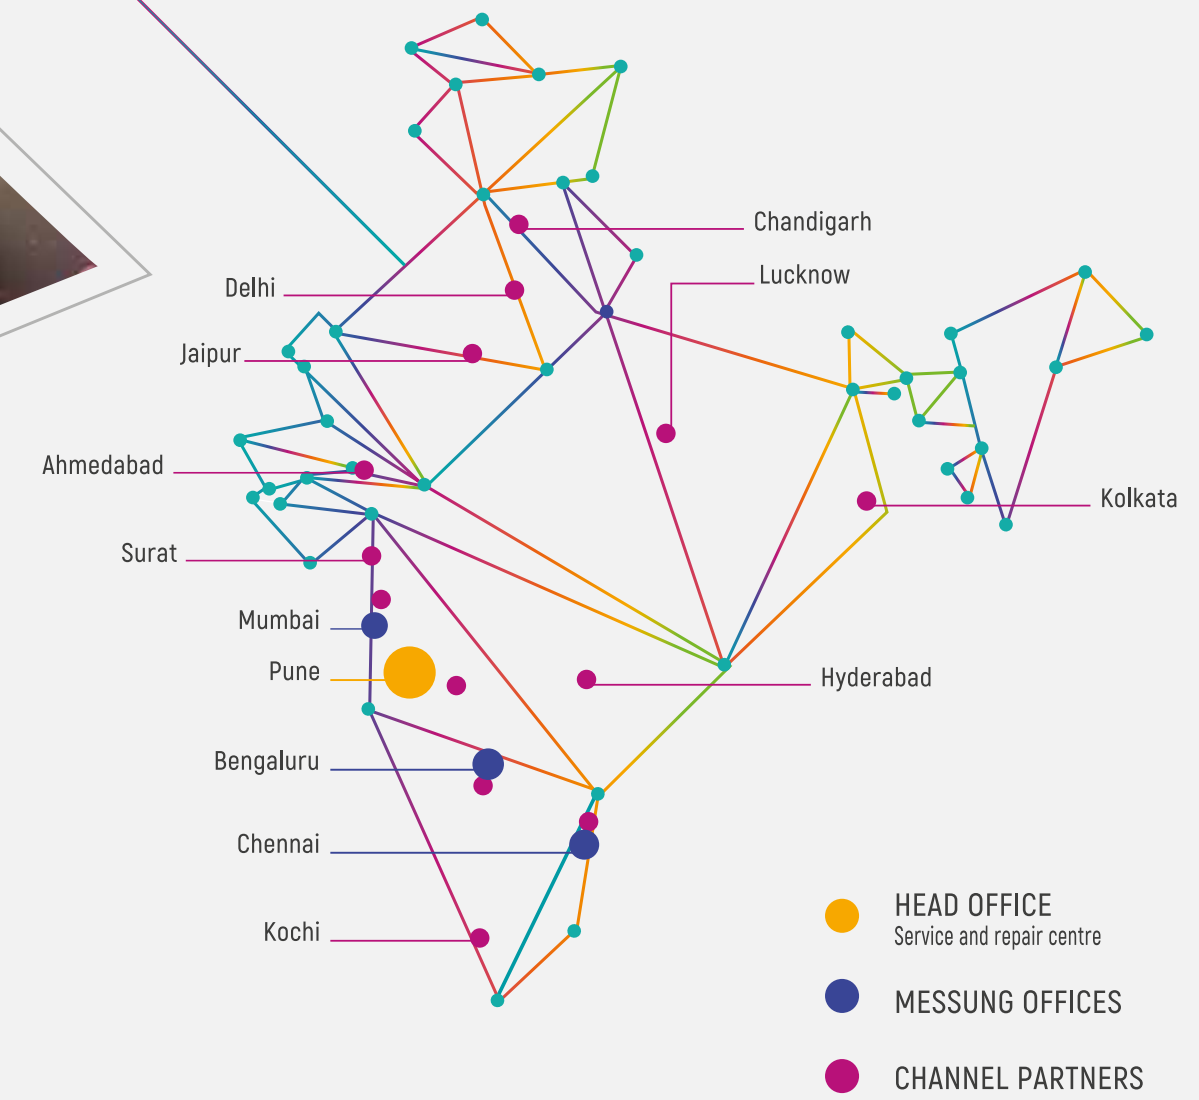 Chandigarh
Lucknow
Delhi
Jaipur
Ahmedabad
Kolkata
Surat
Mumbai
Pune
Hyderabad
Bengaluru
Chennai
Kochi
HEAD OFFICE
Service and repair centre
MESSUNG OFFICES
CHANNEL PARTNERS